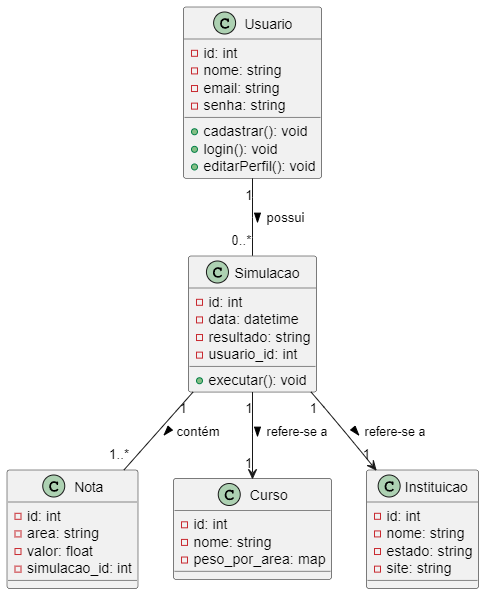 C Usuario
id: int
nome: string
email: string
senha: string
cadastrar(): void
login(): void
editarPerfil(): void
1
possui
0..*
C Simulacao
id: int
data: datetime
resultado: string
usuario_id: int
executar(): void
1 1 1
contém refere-se a refere-se a
1..* 1 1
C Nota
id: int
area: string
valor: float
simulacao_id: int
C Curso
id: int
nome: string
peso_por_area: map
C Instituicao
id: int
nome: string
estado: string
site: string